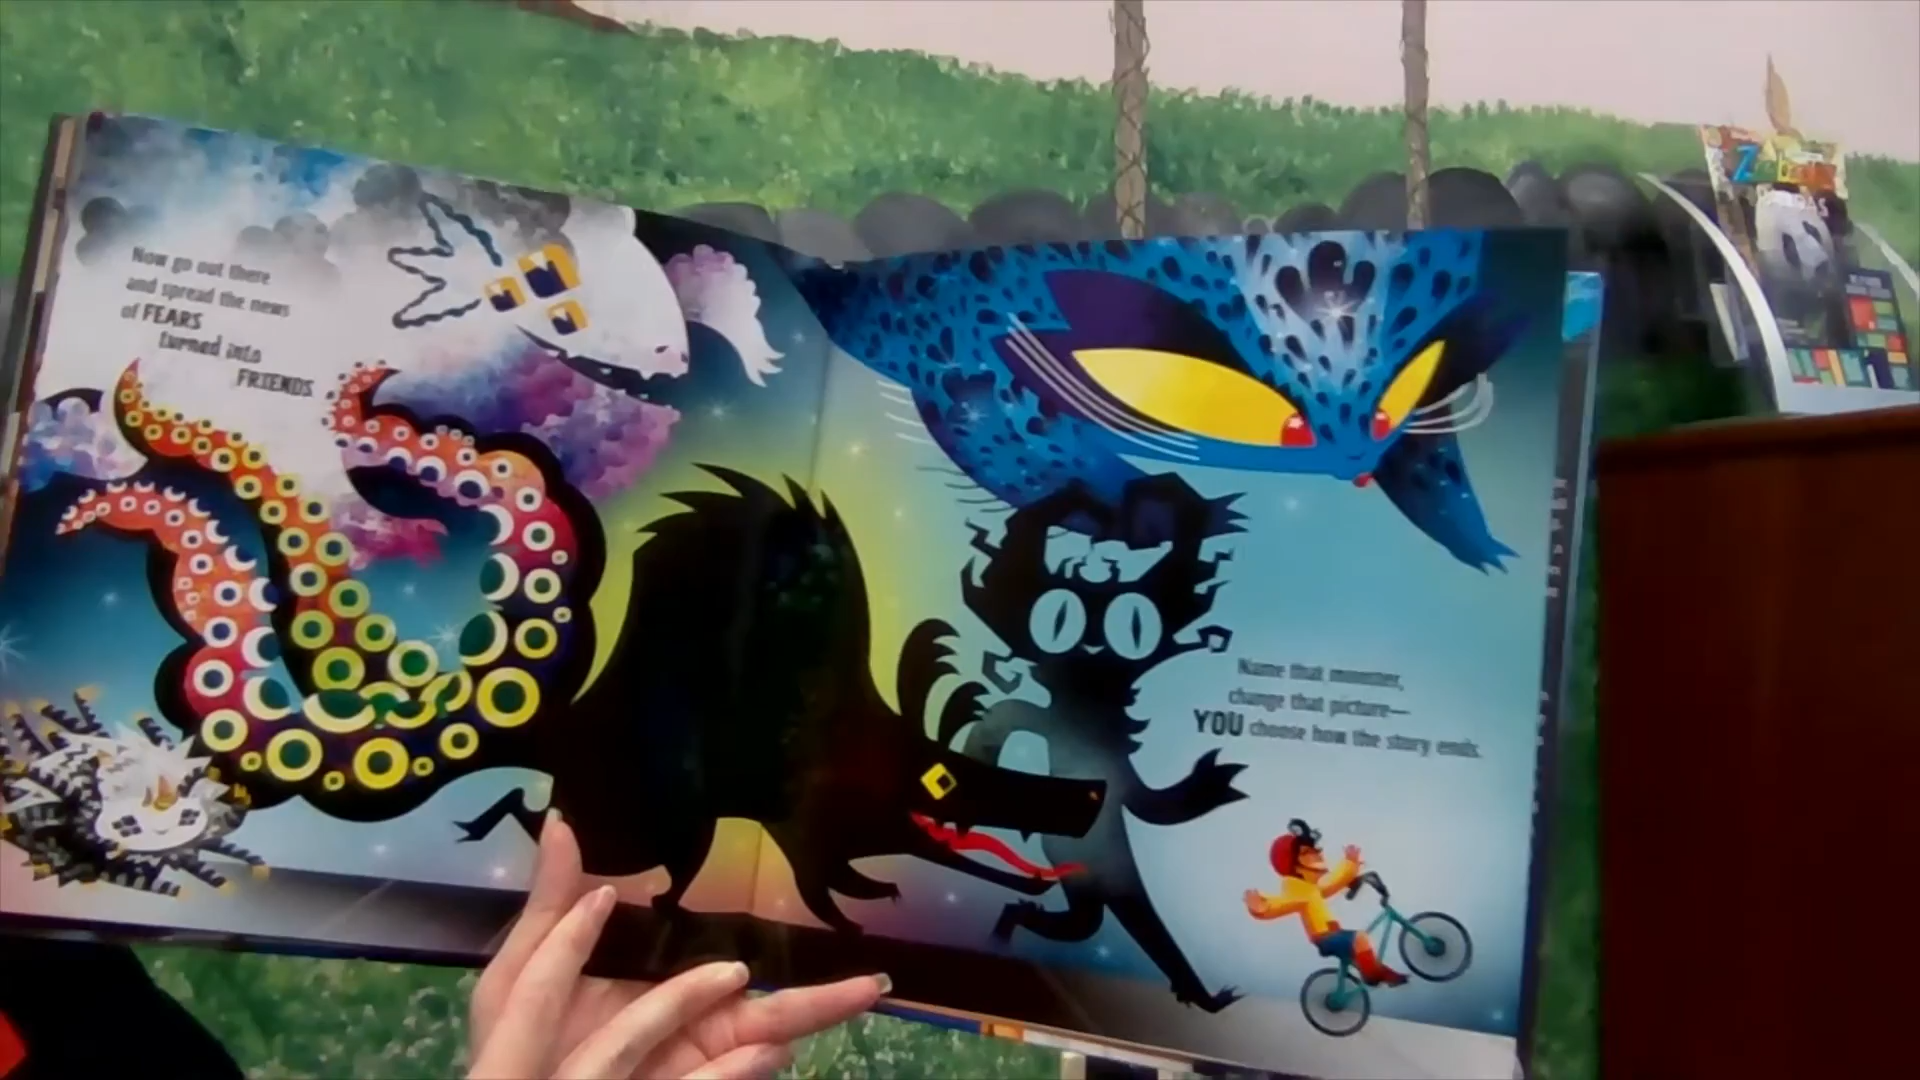 Now go out there
and spread the news
of FEARS
turned into
FRIENDS
Name that monster,
change that picture—
YOU choose how the story ends.